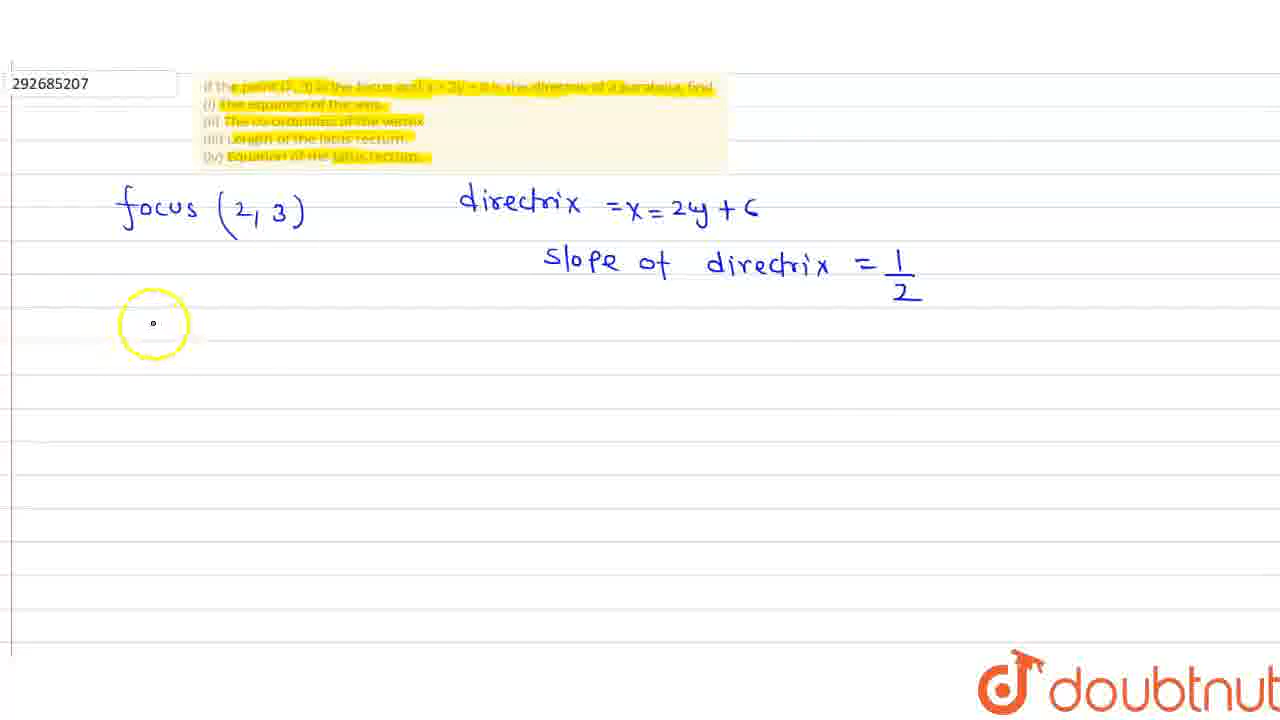 292685207
If the point (2, 3) is the focus and x = 2y + 6 is the directrix of a parabola, find
(i) The equation of the axis.
(ii) The co-ordinates of the vertex
(iii) Length of the latus rectum.
(iv) Equation of the latus rectum.
focus (2, 3)
directrix = x = 2y + 6
slope of directrix = 1/2
doubtnut